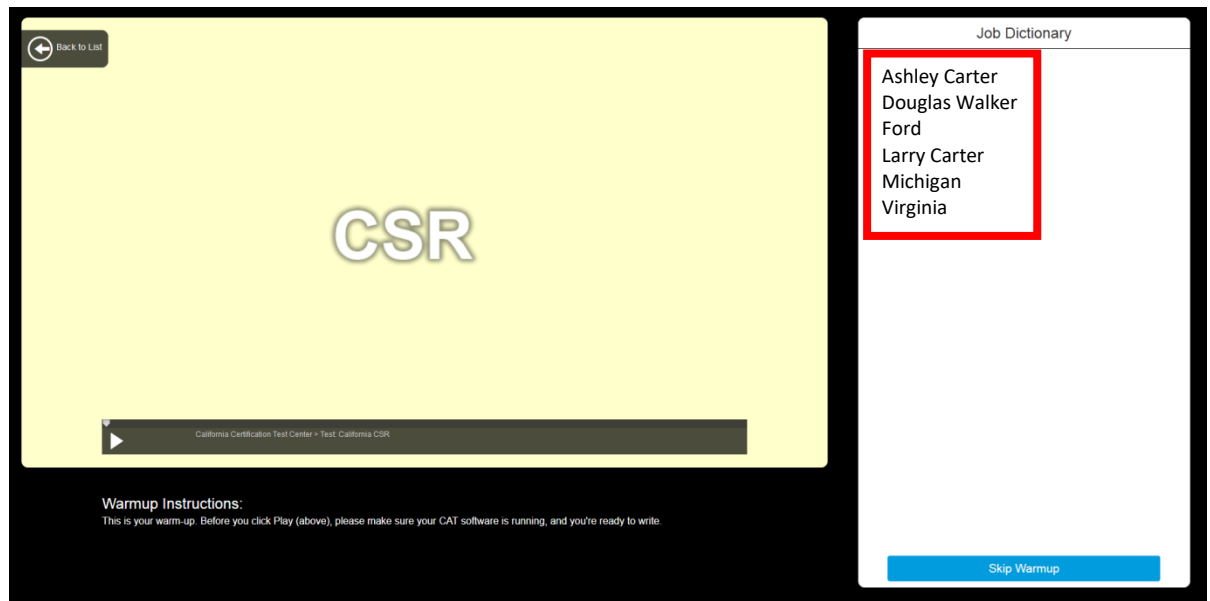 Back to List
CSR
California Certification Test Center > Test: California CSR
Warmup Instructions:
This is your warm-up. Before you click Play (above), please make sure your CAT software is running, and you're ready to write.
Job Dictionary
Ashley Carter
Douglas Walker
Ford
Larry Carter
Michigan
Virginia
Skip Warmup